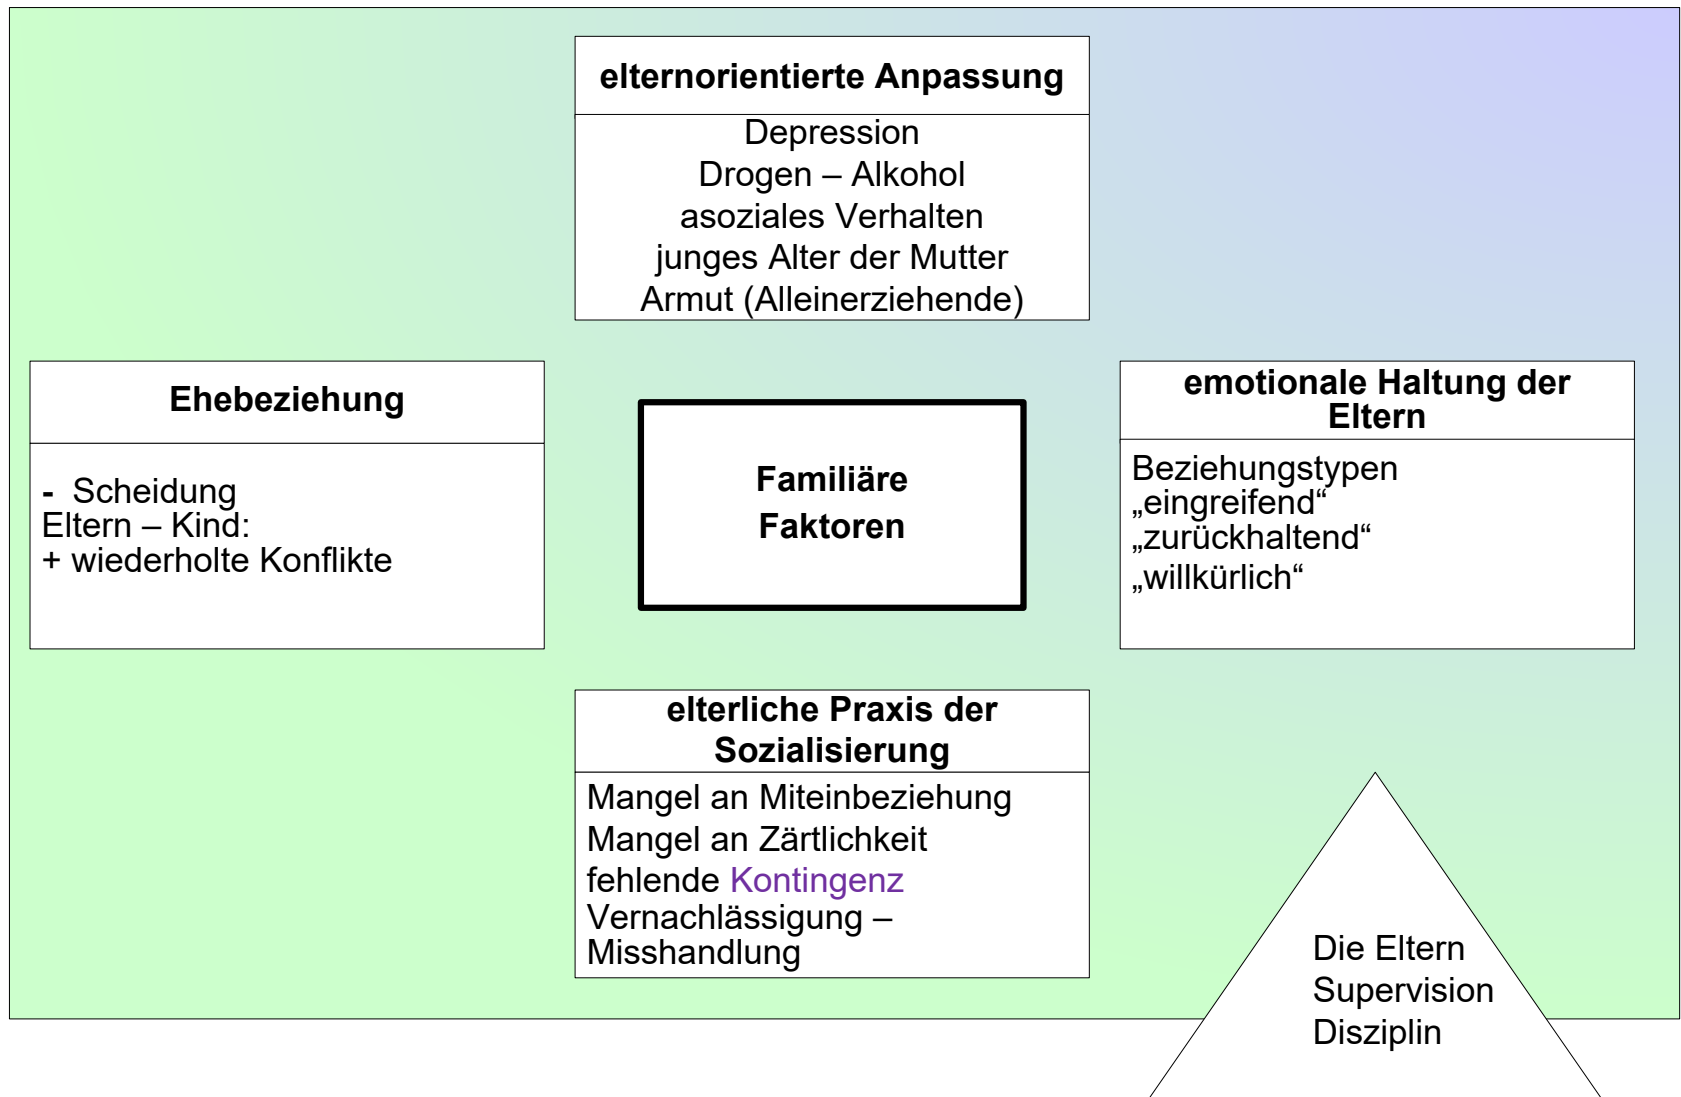 elternorientierte Anpassung
Depression
Drogen – Alkohol
asoziales Verhalten
junges Alter der Mutter
Armut (Alleinerziehende)
Ehebeziehung
- Scheidung
Eltern – Kind:
+ wiederholte Konflikte
Familiäre
Faktoren
emotionale Haltung der
Eltern
Beziehungstypen
„eingreifend“
„zurückhaltend“
„willkürlich“
elterliche Praxis der
Sozialisierung
Mangel an Miteinbeziehung
Mangel an Zärtlichkeit
fehlende Kontingenz
Vernachlässigung –
Misshandlung
Die Eltern
Supervision
Disziplin